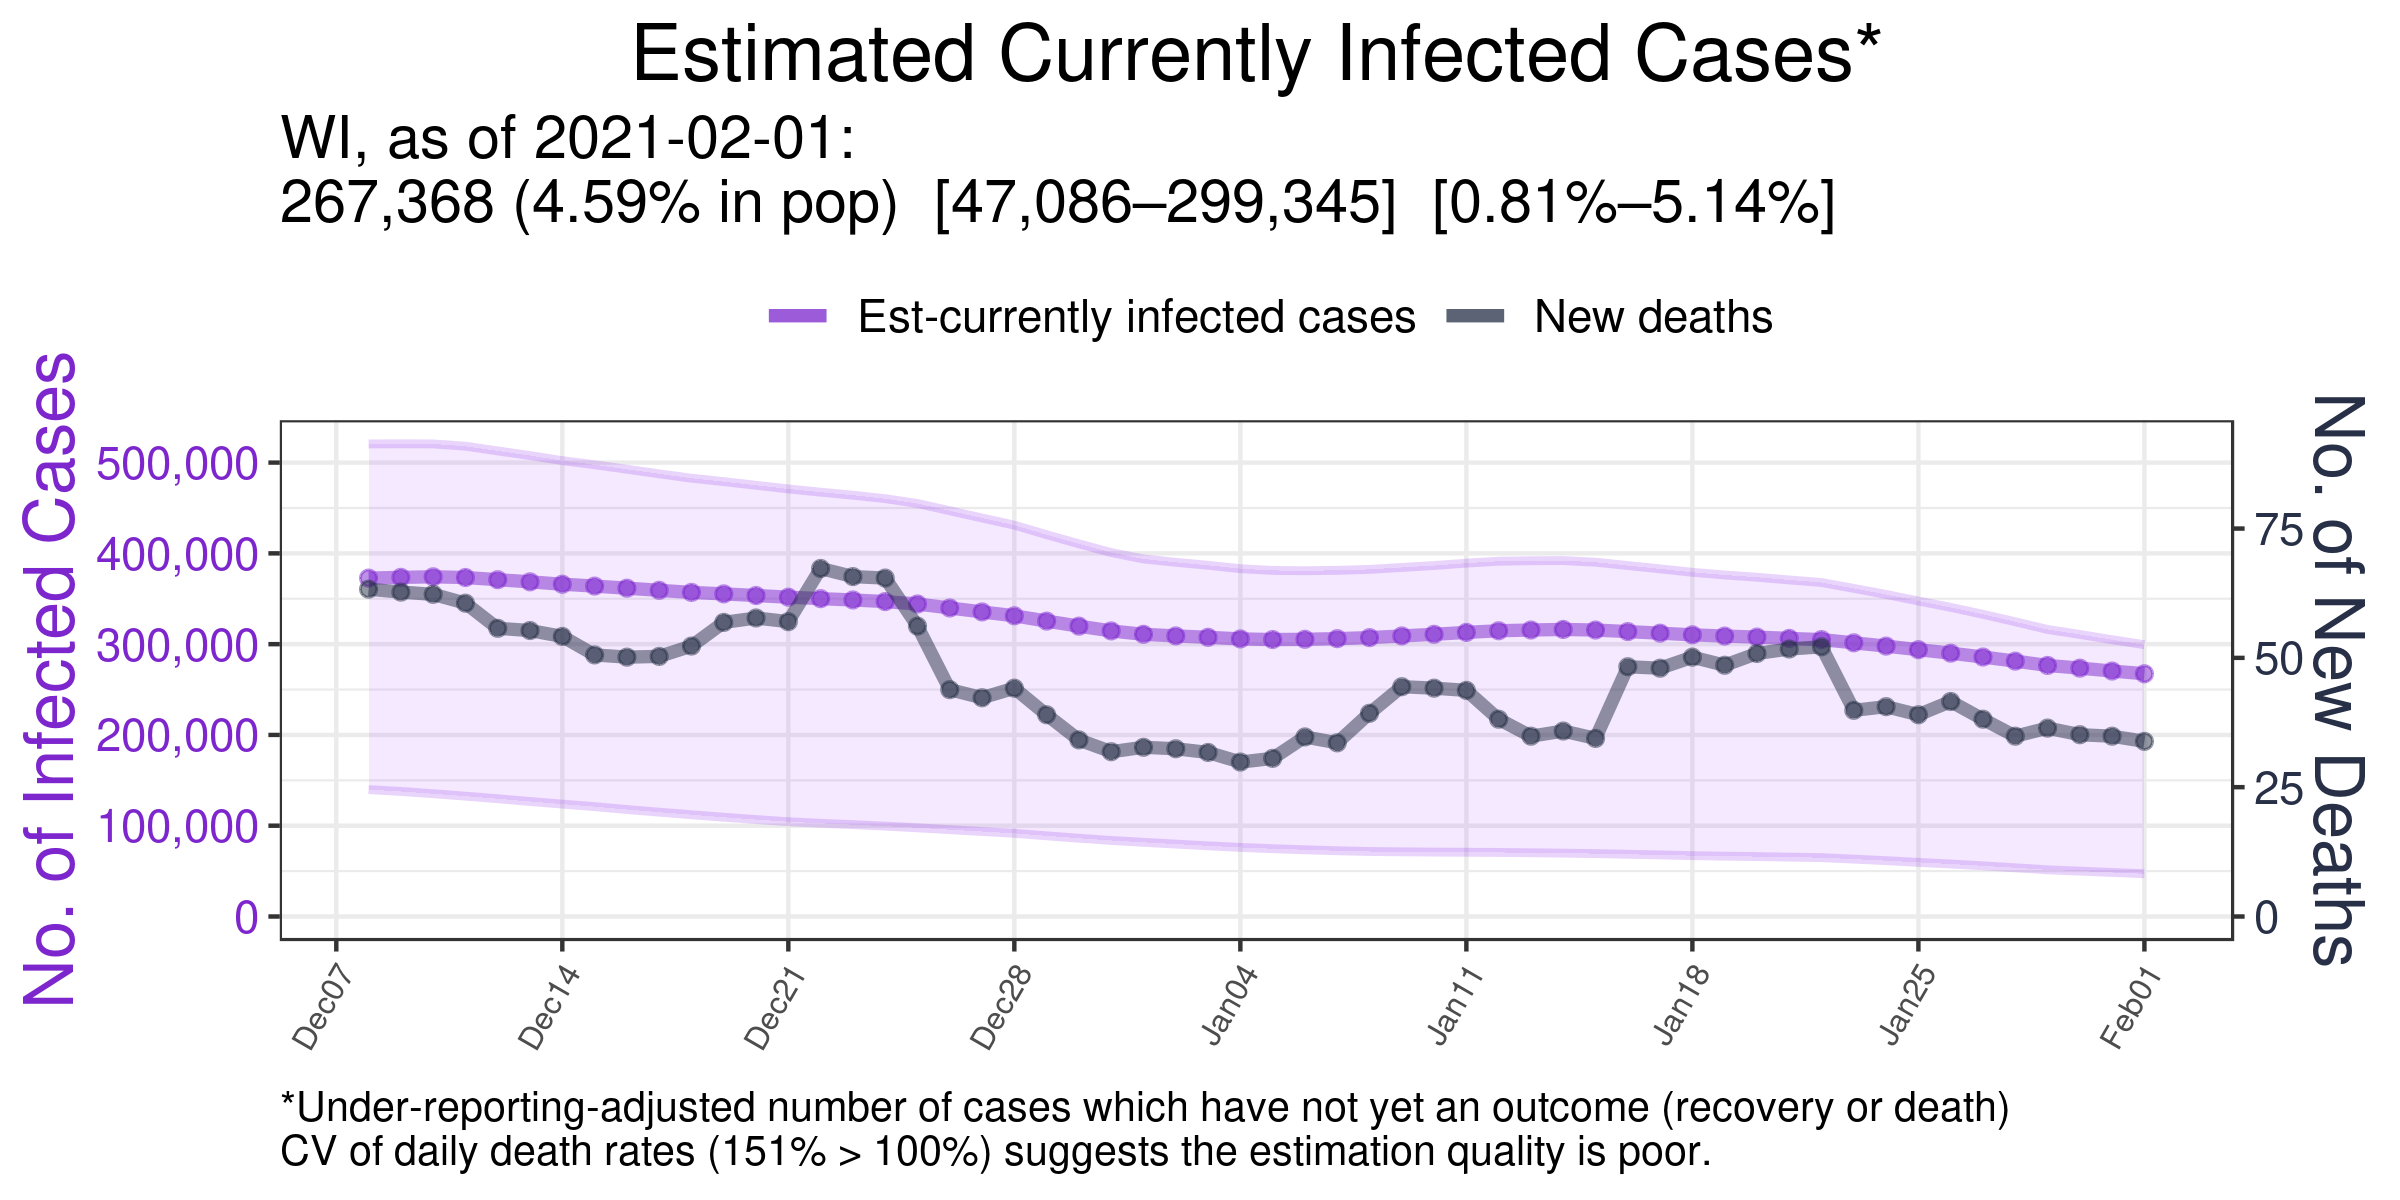 Estimated Currently Infected Cases*
WI, as of 2021-02-01:
267,368 (4.59% in pop)  [47,086–299,345]  [0.81%–5.14%]
Est-currently infected cases
New deaths
No. of Infected Cases
500,000
400,000
300,000
200,000
100,000
0
No. of New Deaths
75
50
25
0
Dec07
Dec14
Dec21
Dec28
Jan04
Jan11
Jan18
Jan25
Feb01
*Under-reporting-adjusted number of cases which have not yet an outcome (recovery or death)
CV of daily death rates (151% > 100%) suggests the estimation quality is poor.